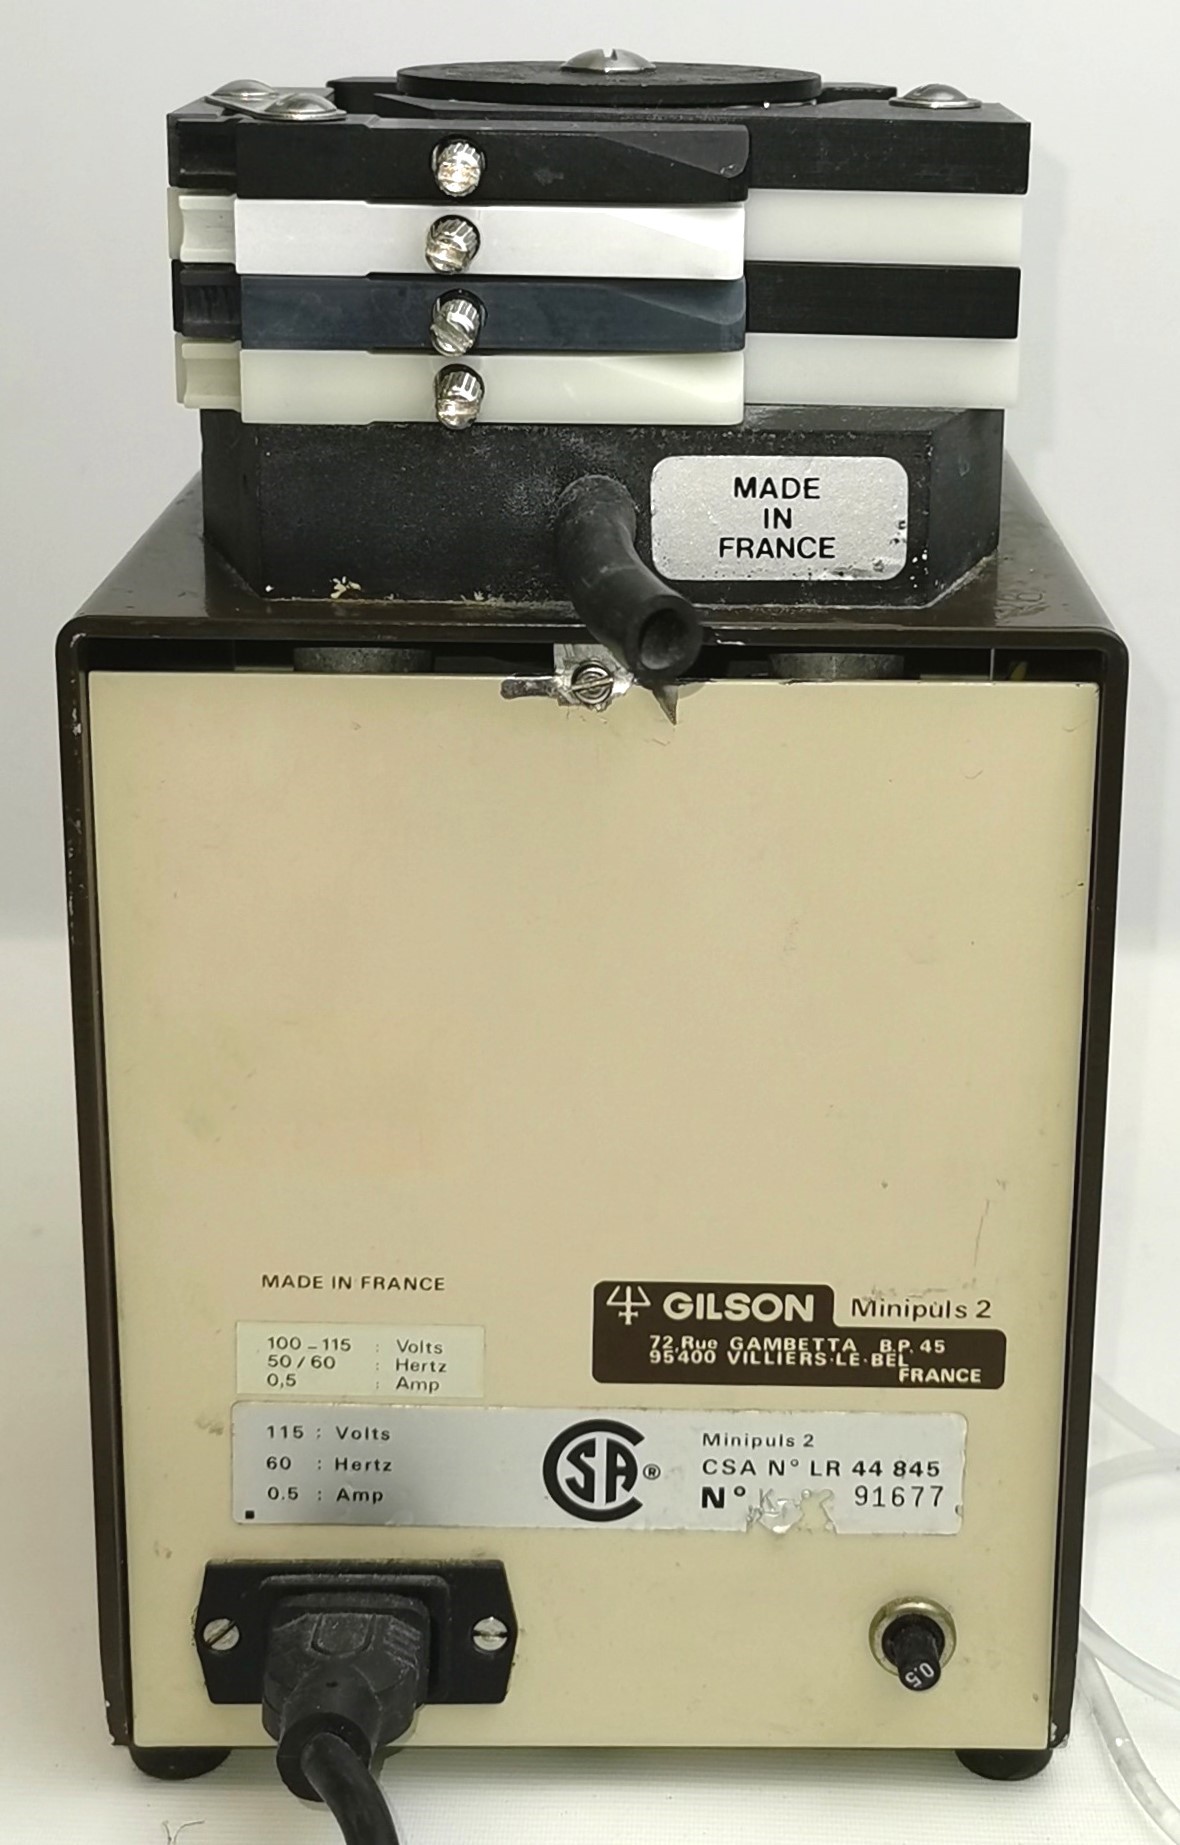 MADE
IN
FRANCE
MADE IN FRANCE
100-115 : Volts
50/60 : Hertz
0,5 : Amp
GILSON Minipuls 2
72,Rue GAMBETTA B.P. 45
95400 VILLIERS-LE-BEL
FRANCE
115 : Volts
60 : Hertz
0.5 : Amp
CSA ®
Minipuls 2
CSA N° LR 44 845
N° 91677
0.5